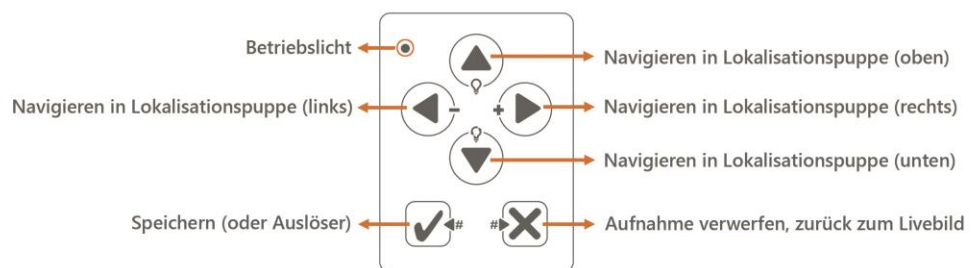 Betriebslicht
Navigieren in Lokalisationspuppe (oben)
Navigieren in Lokalisationspuppe (links)
- +
Navigieren in Lokalisationspuppe (rechts)
Navigieren in Lokalisationspuppe (unten)
Speichern (oder Auslöser)
# #
Aufnahme verwerfen, zurück zum Livebild